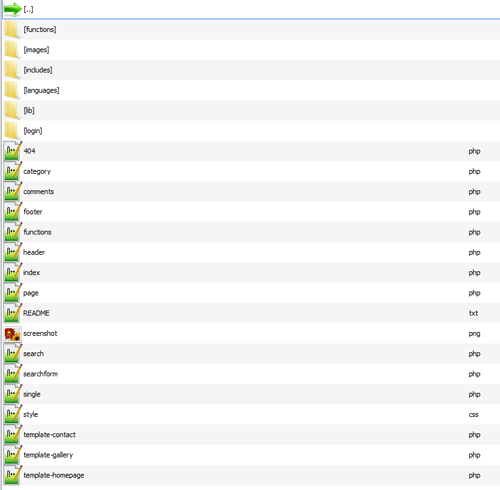 [..]
[functions]
[images]
[includes]
[languages]
[lib]
[login]
404 php
category php
comments php
footer php
functions php
header php
index php
page php
README txt
screenshot png
search php
searchform php
single php
style css
template-contact php
template-gallery php
template-homepage php